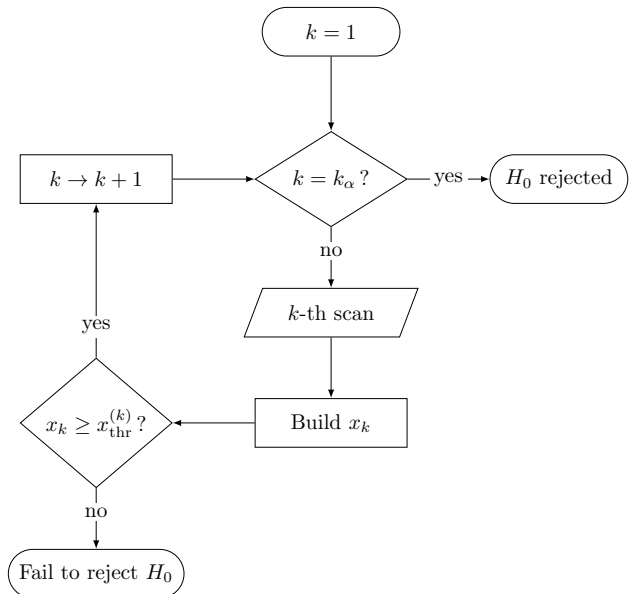 k = 1
k → k + 1
k = k_α ?
yes
H_0 rejected
no
k-th scan
yes
x_k ≥ x_thr^(k) ?
Build x_k
no
Fail to reject H_0